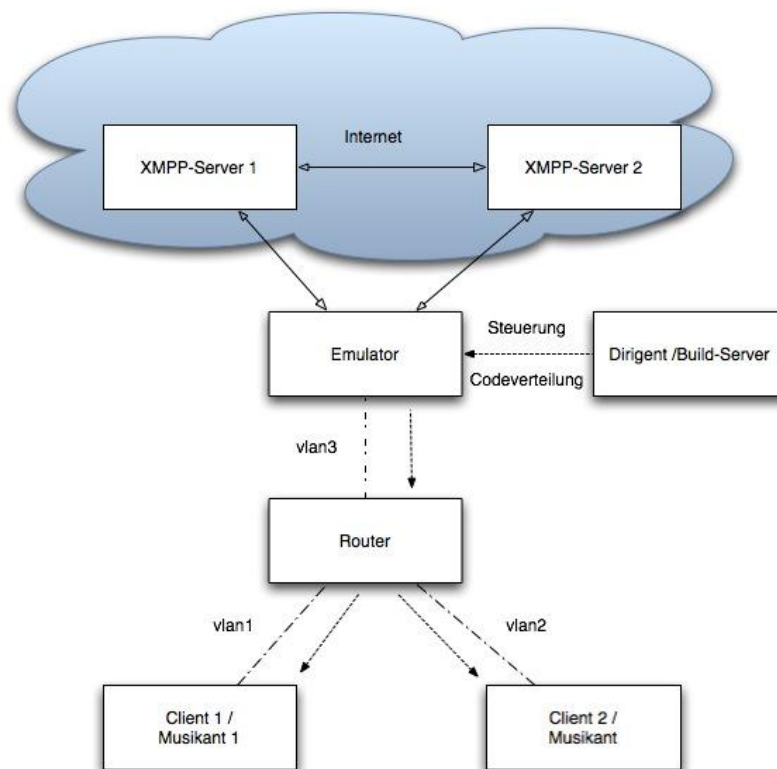 Internet
XMPP-Server 1
XMPP-Server 2
Steuerung
Emulator
Dirigent /Build-Server
Codeverteilung
vlan3
Router
vlan1
vlan2
Client 1 /
Musikant 1
Client 2 /
Musikant